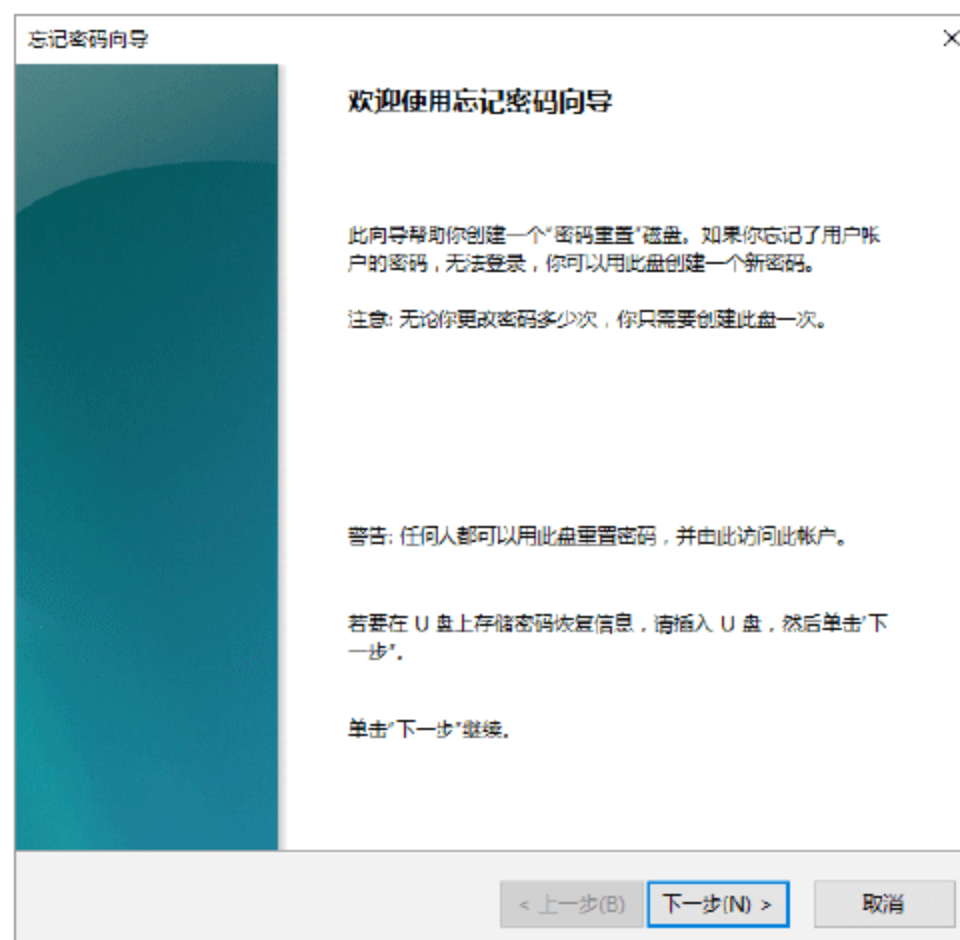 忘记密码向导
欢迎使用忘记密码向导
此向导帮助你创建一个"密码重置"磁盘。如果你忘记了用户帐
户的密码，无法登录，你可以用此盘创建一个新密码。
注意: 无论你更改密码多少次，你只需要创建此盘一次。
警告: 任何人都可以用此盘重置密码，并由此访问此帐户。
若要在 U 盘上存储密码恢复信息，请插入 U 盘，然后单击"下
一步"。
单击"下一步"继续。
< 上一步(B) 下一步(N) > 取消